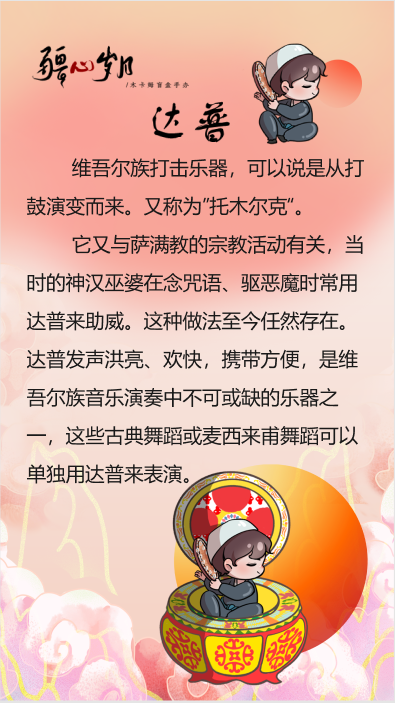 疆心岁月
/木卡姆盲盒手办
达普
维吾尔族打击乐器，可以说是从打
鼓演变而来。又称为”托木尔克“。
它又与萨满教的宗教活动有关，当
时的神汉巫婆在念咒语、驱恶魔时常用
达普来助威。这种做法至今任然存在。
达普发声洪亮、欢快，携带方便，是维
吾尔族音乐演奏中不可或缺的乐器之
一，这些古典舞蹈或麦西来甫舞蹈可以
单独用达普来表演。